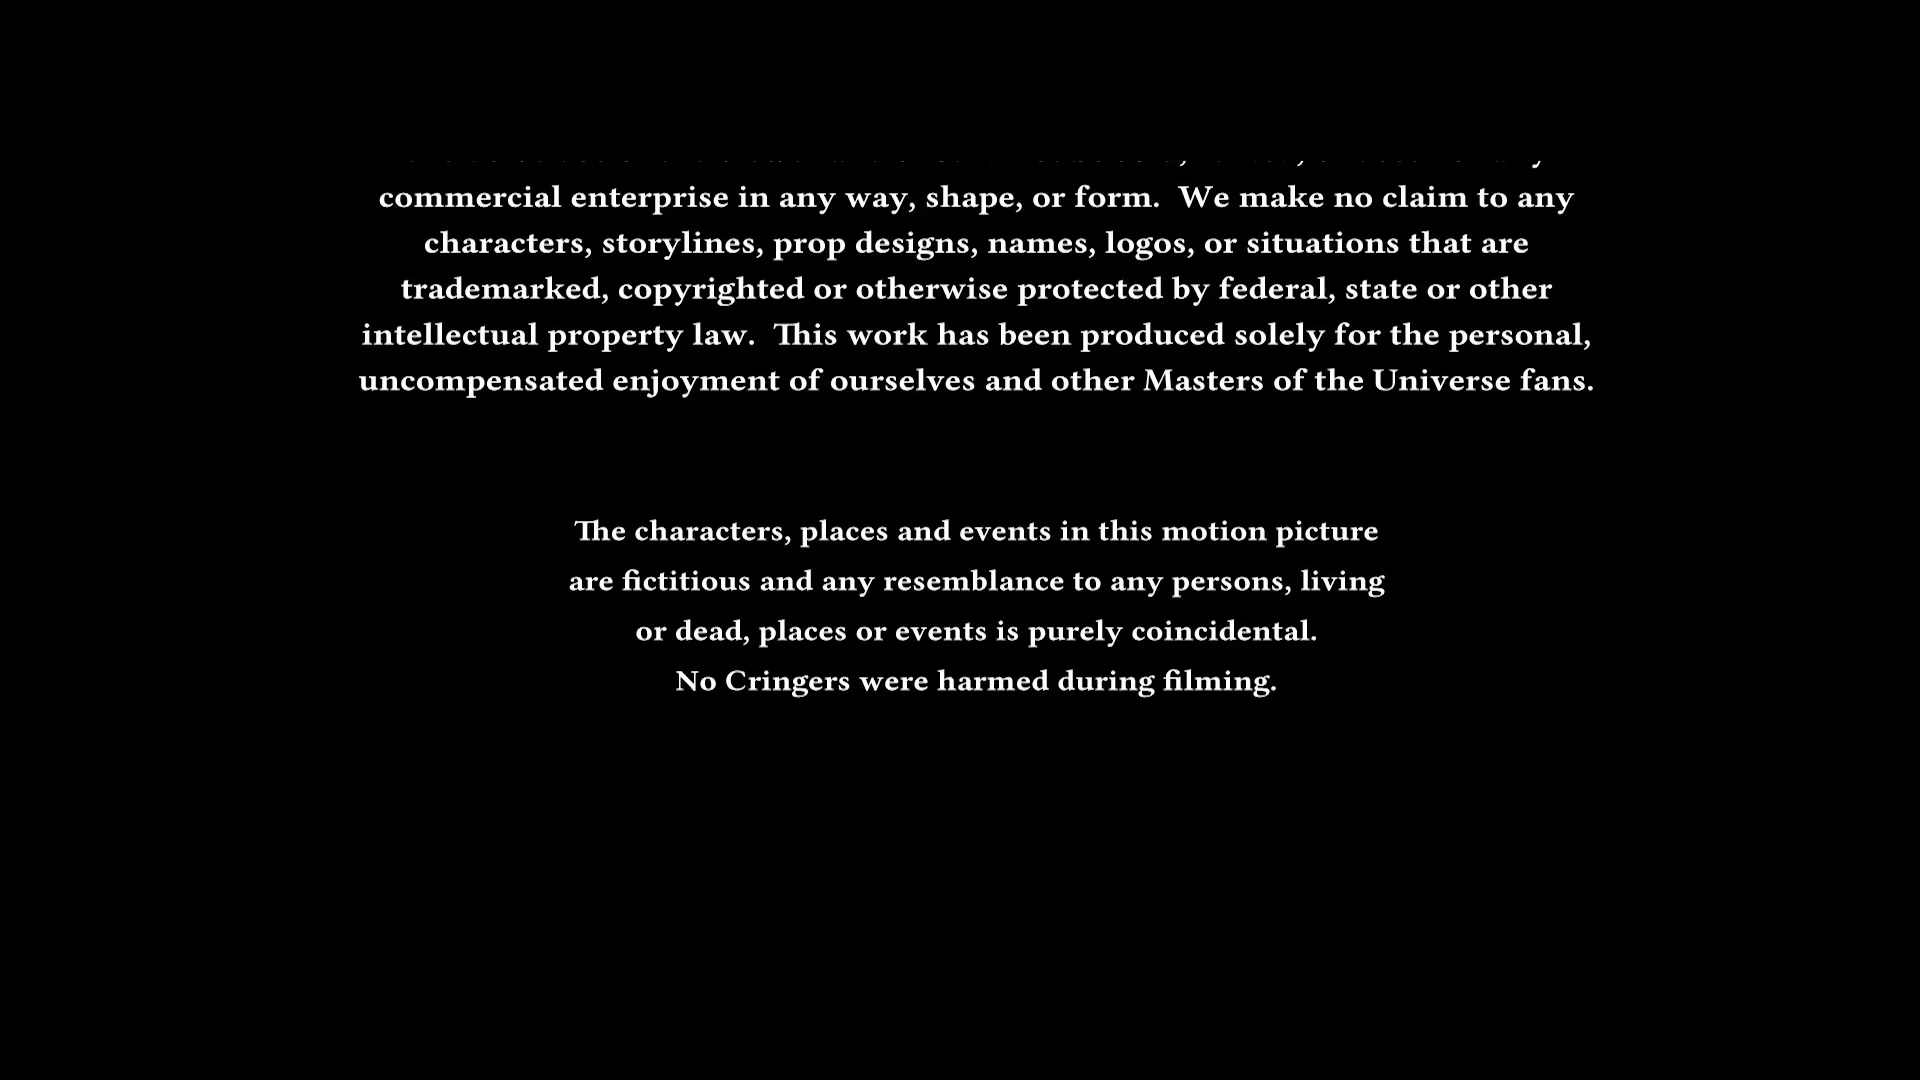 commercial enterprise in any way, shape, or form.  We make no claim to any
characters, storylines, prop designs, names, logos, or situations that are
trademarked, copyrighted or otherwise protected by federal, state or other
intellectual property law.  This work has been produced solely for the personal,
uncompensated enjoyment of ourselves and other Masters of the Universe fans.
The characters, places and events in this motion picture
are fictitious and any resemblance to any persons, living
or dead, places or events is purely coincidental.
No Cringers were harmed during filming.